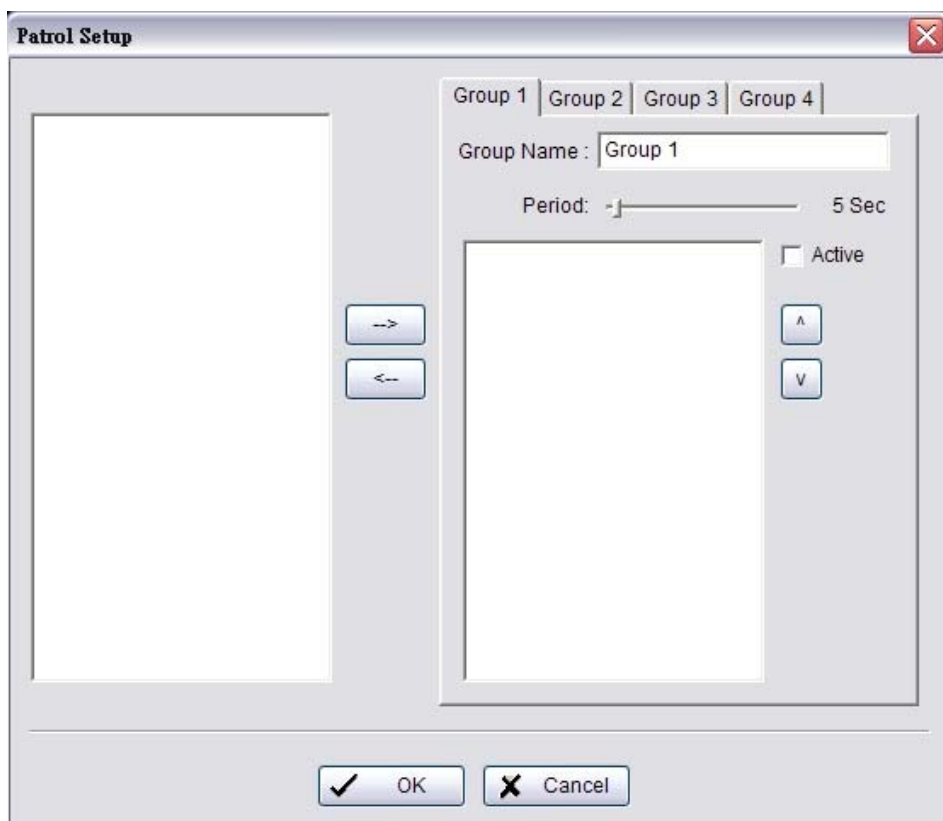 Patrol Setup
Group 1 Group 2 Group 3 Group 4
Group Name : Group 1
Period: 5 Sec
Active
-->
^
<--
v
OK Cancel